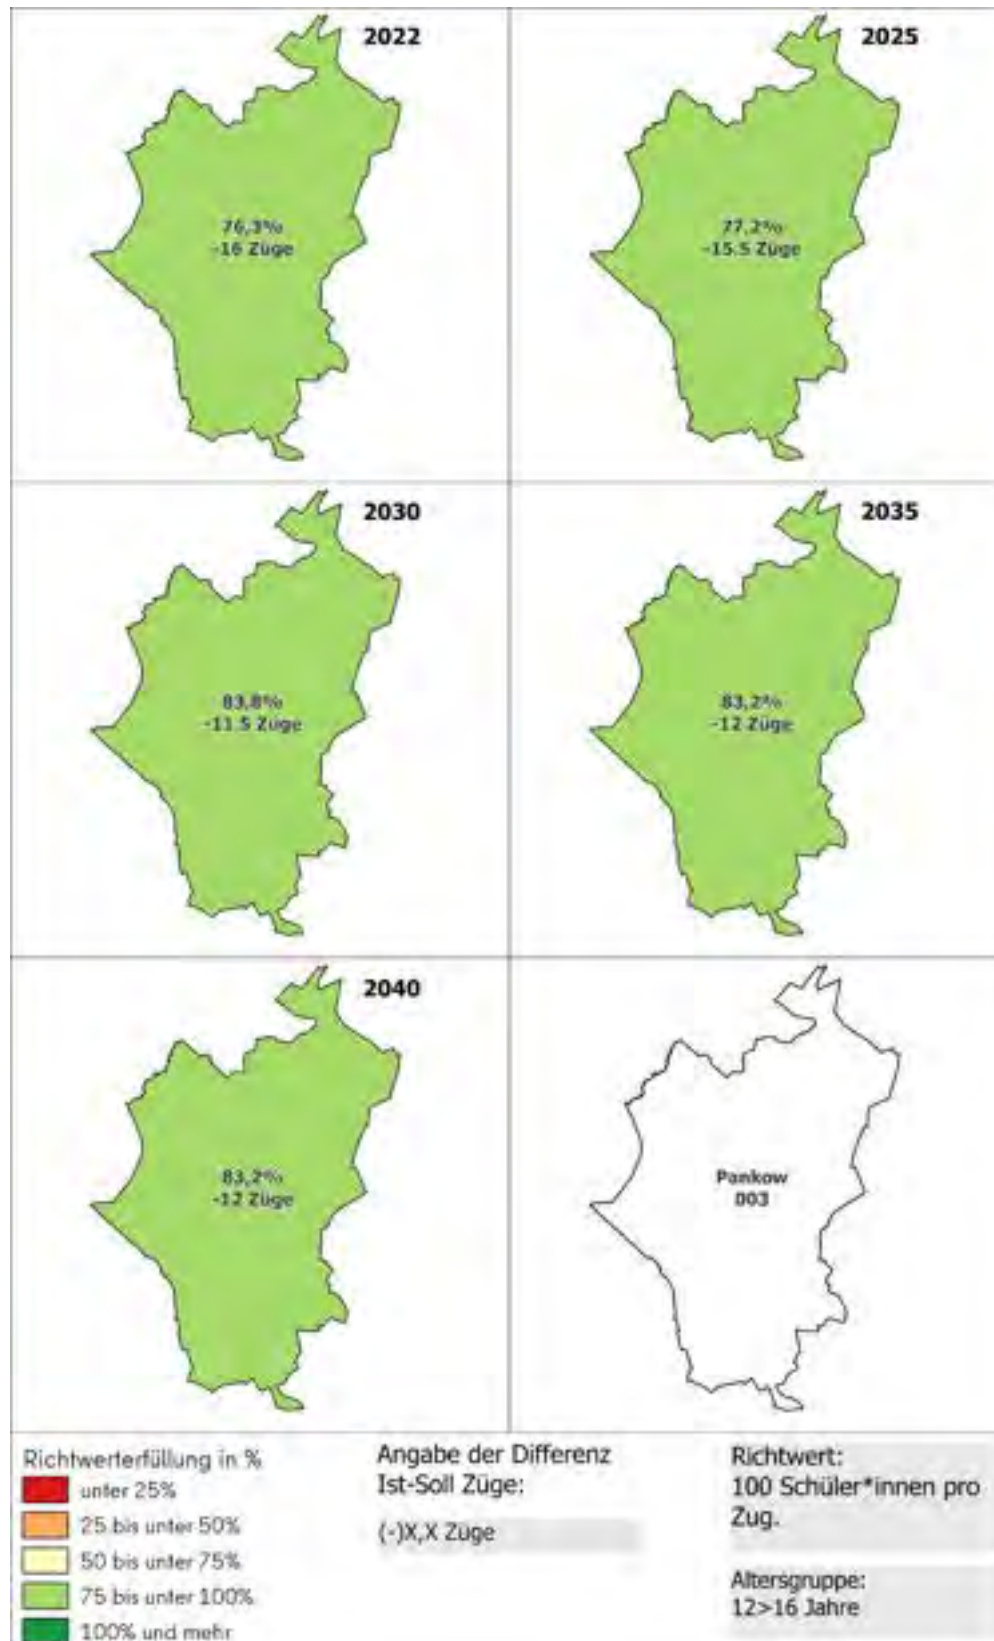 2022
76,3%
-16 Züge
2025
77,2%
-15.5 Züge
2030
83,8%
-11.5 Züge
2035
83,2%
-12 Züge
2040
83,2%
-12 Züge
Pankow
003
Richtwerterfüllung in %
unter 25%
25 bis unter 50%
50 bis unter 75%
75 bis unter 100%
100% und mehr
Angabe der Differenz
Ist-Soll Züge:
(-)X,X Züge
Richtwert:
100 Schüler*innen pro
Zug.
Altersgruppe:
12>16 Jahre